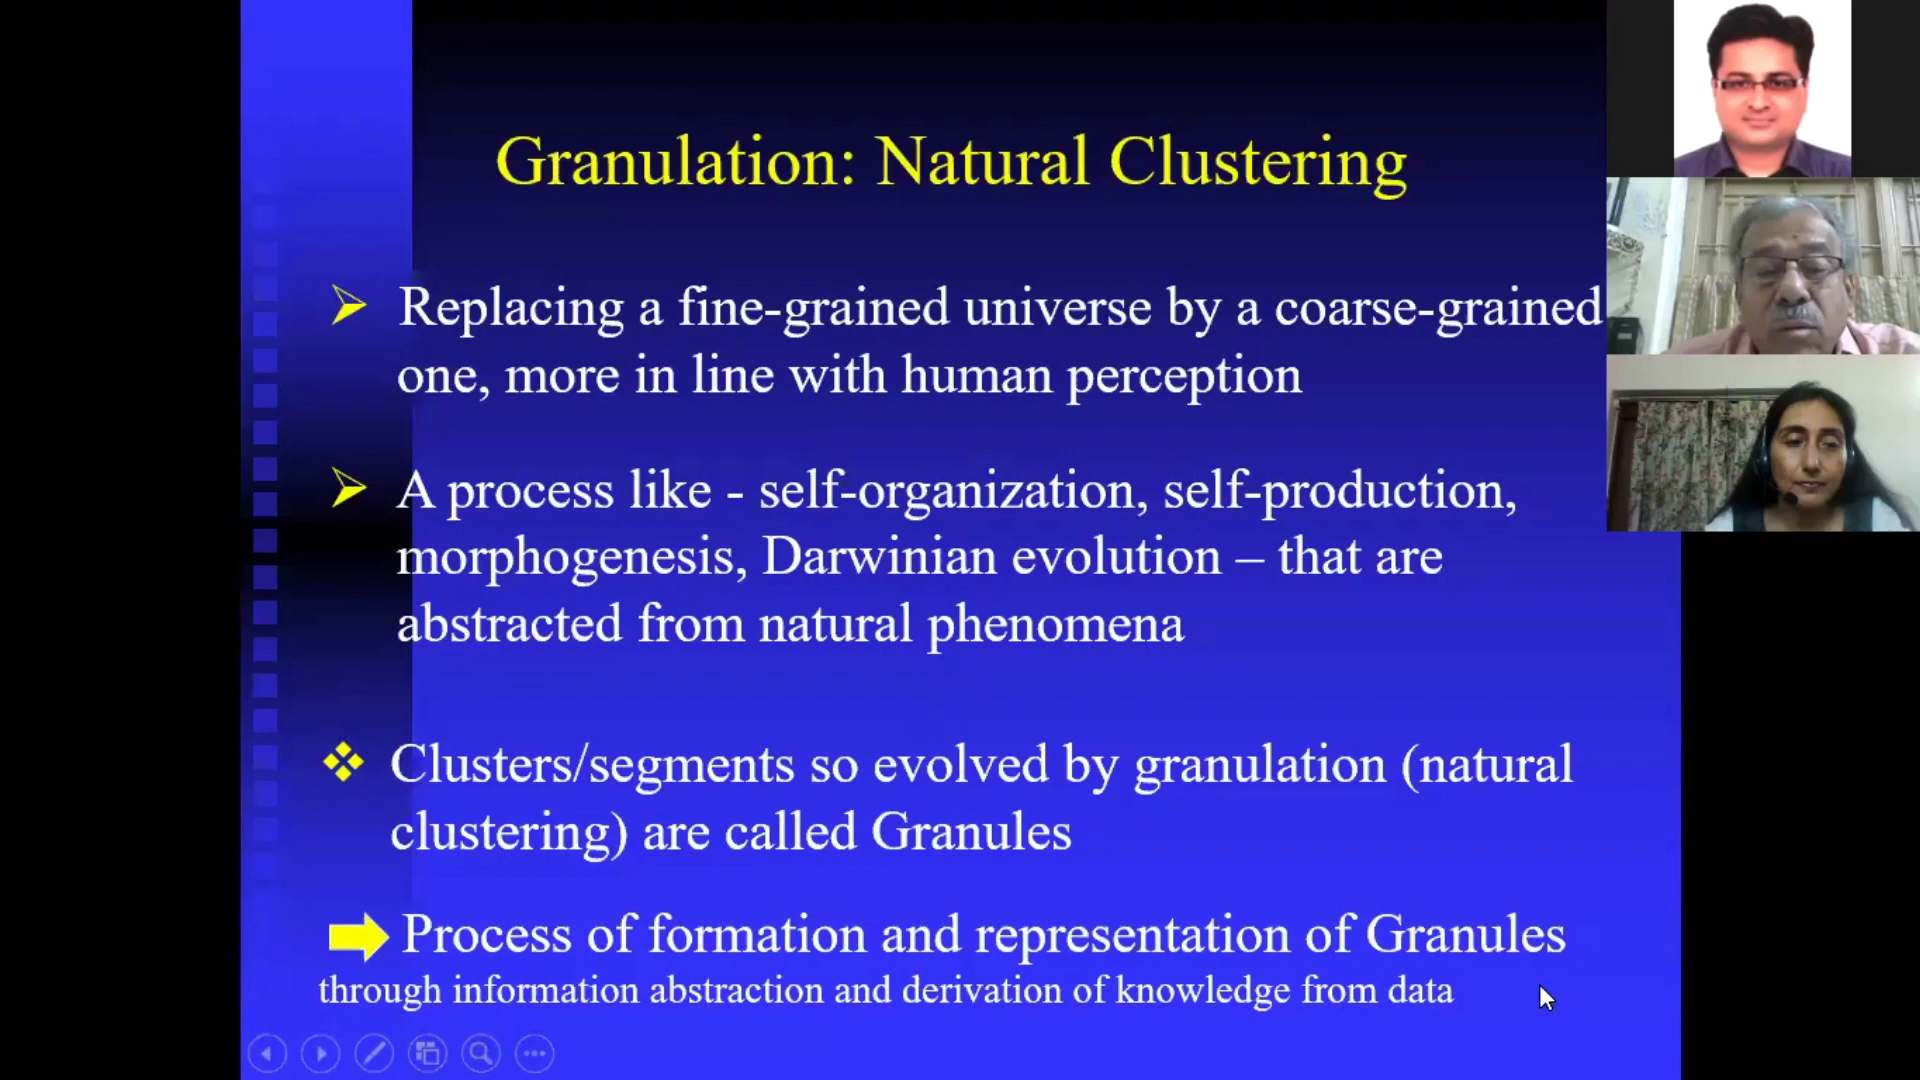 Granulation: Natural Clustering
Replacing a fine-grained universe by a coarse-grained
one, more in line with human perception
A process like - self-organization, self-production,
morphogenesis, Darwinian evolution – that are
abstracted from natural phenomena
Clusters/segments so evolved by granulation (natural
clustering) are called Granules
Process of formation and representation of Granules
through information abstraction and derivation of knowledge from data